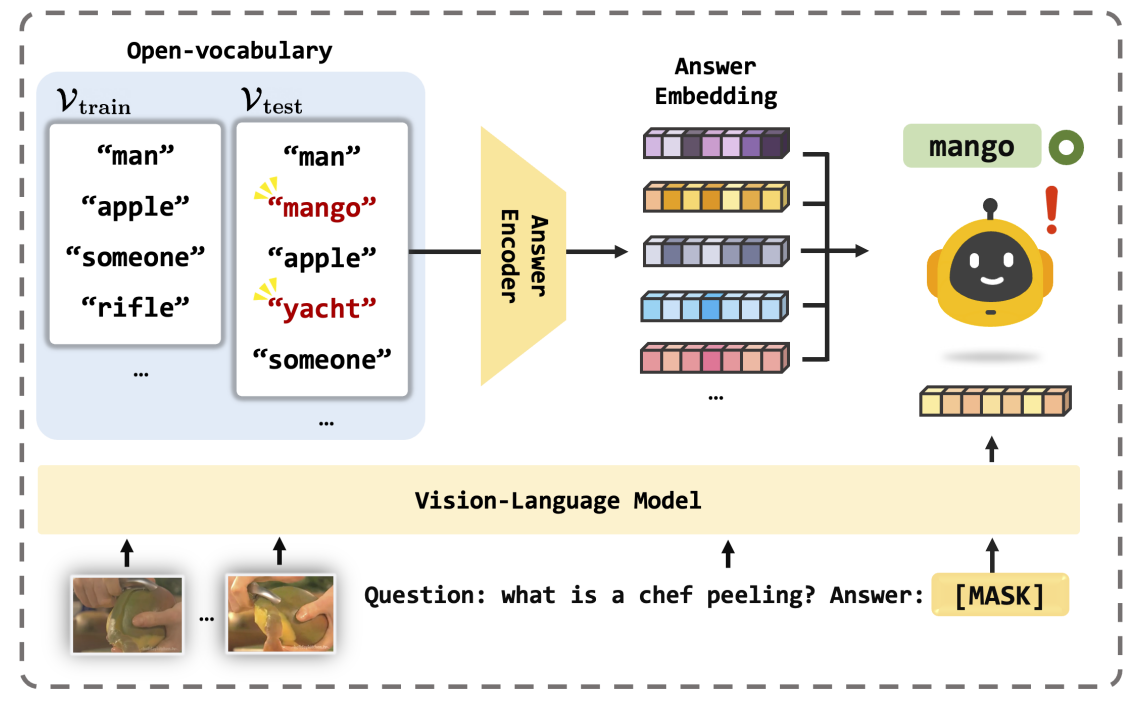 Open-vocabulary
𝒱train
𝒱test
“man”
“apple”
“someone”
“rifle”
…
“man”
“mango”
“apple”
“yacht”
“someone”
…
Answer
Encoder
Answer
Embedding
…
mango
!
Vision-Language Model
…
Question: what is a chef peeling? Answer: [MASK]